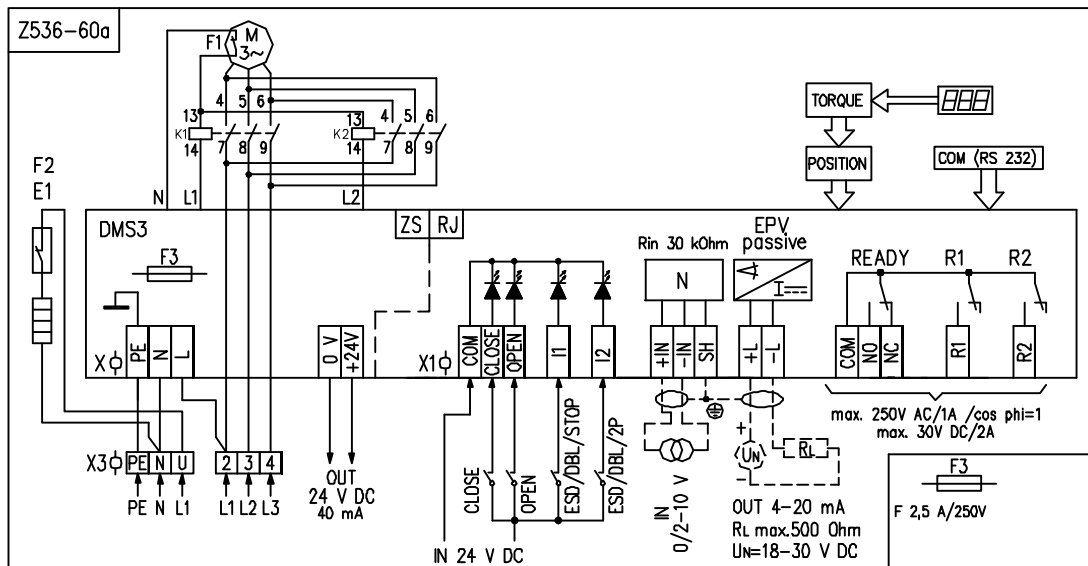 Z536-60a
F1
M
3~
4
5
6
13
K1
14
7
8
9
13
K2
14
4
5
6
7
8
9
TORQUE
888
POSITION
COM (RS 232)
F2
E1
N
L1
L2
DMS3
F3
ZS
RJ
Rin 30 kOhm
N
EPV
passive
I
READY
R1
R2
X
PE
N
L
0 V
+24V
X1
COM
CLOSE
OPEN
I1
I2
+IN
-IN
SH
+L
-L
COM
NO
NC
R1
R2
max. 250V AC/1A /cos phi=1
max. 30V DC/2A
X3
PE
N
U
2
3
4
PE N L1
L1 L2 L3
OUT
24 V DC
40 mA
IN 24 V DC
CLOSE
OPEN
ESD/DBL/STOP
ESD/DBL/2P
IN
0/2-10 V
+
UN
-
RL
OUT 4-20 mA
RL max.500 Ohm
UN=18-30 V DC
F3
F 2,5 A/250V